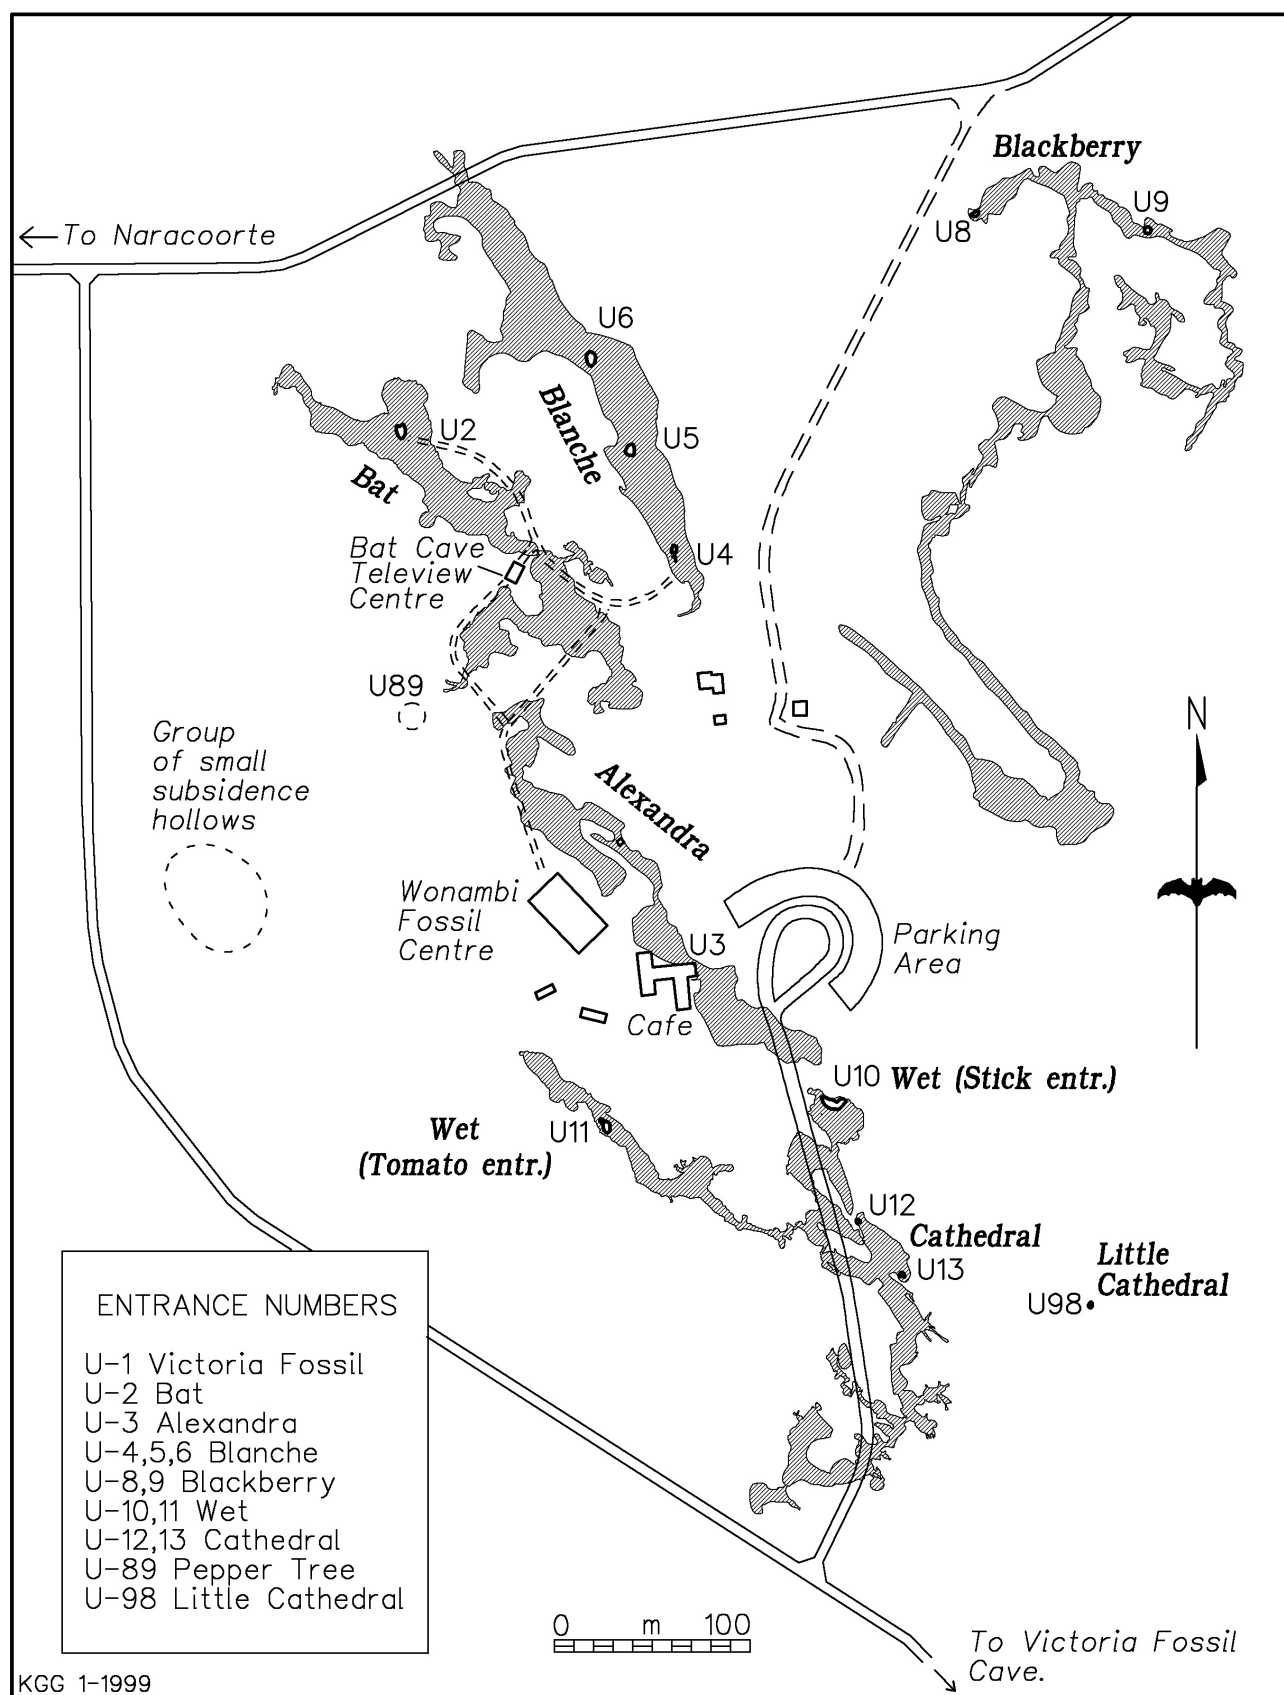 Blackberry
U9
U8
To Naracoorte
U6
Blanche
U2
U5
Bat
Bat Cave
Teleview
Centre
U4
U89
N
Group
of small
subsidence
hollows
Alexandra
Wonambi
Fossil
Centre
U3
Parking
Area
Cafe
U10 Wet (Stick entr.)
U11
Wet
(Tomato entr.)
U12
Cathedral
U13
Little
Cathedral
U98
ENTRANCE NUMBERS
U-1 Victoria Fossil
U-2 Bat
U-3 Alexandra
U-4,5,6 Blanche
U-8,9 Blackberry
U-10,11 Wet
U-12,13 Cathedral
U-89 Pepper Tree
U-98 Little Cathedral
0 m 100
To Victoria Fossil
Cave.
KGG 1-1999